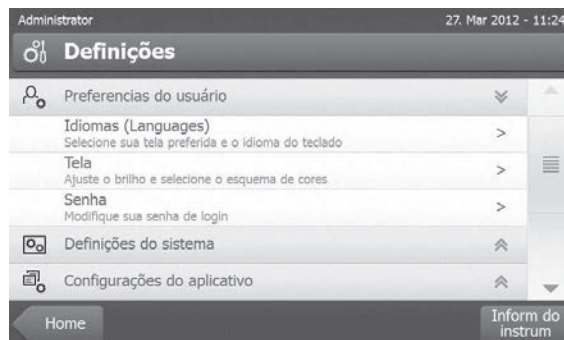 Administrator
27. Mar 2012 - 11:24
Definições
Preferencias do usuário
Idiomas (Languages)
Selecione sua tela preferida e o idioma do teclado
Tela
Ajuste o brilho e selecione o esquema de cores
Senha
Modifique sua senha de login
Definições do sistema
Configurações do aplicativo
Home
Inform do
instrum